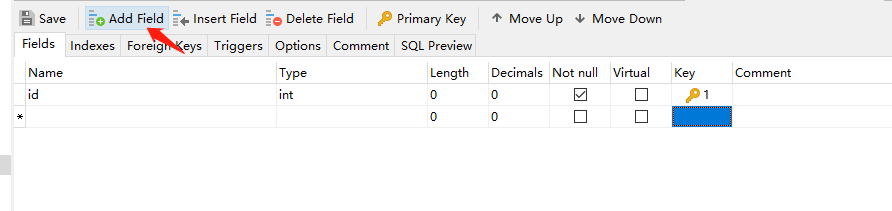 Save Add Field Insert Field Delete Field Primary Key Move Up Move Down
Fields Indexes Foreign Keys Triggers Options Comment SQL Preview
Name Type Length Decimals Not null Virtual Key Comment
id int 0 0 1
* 0 0